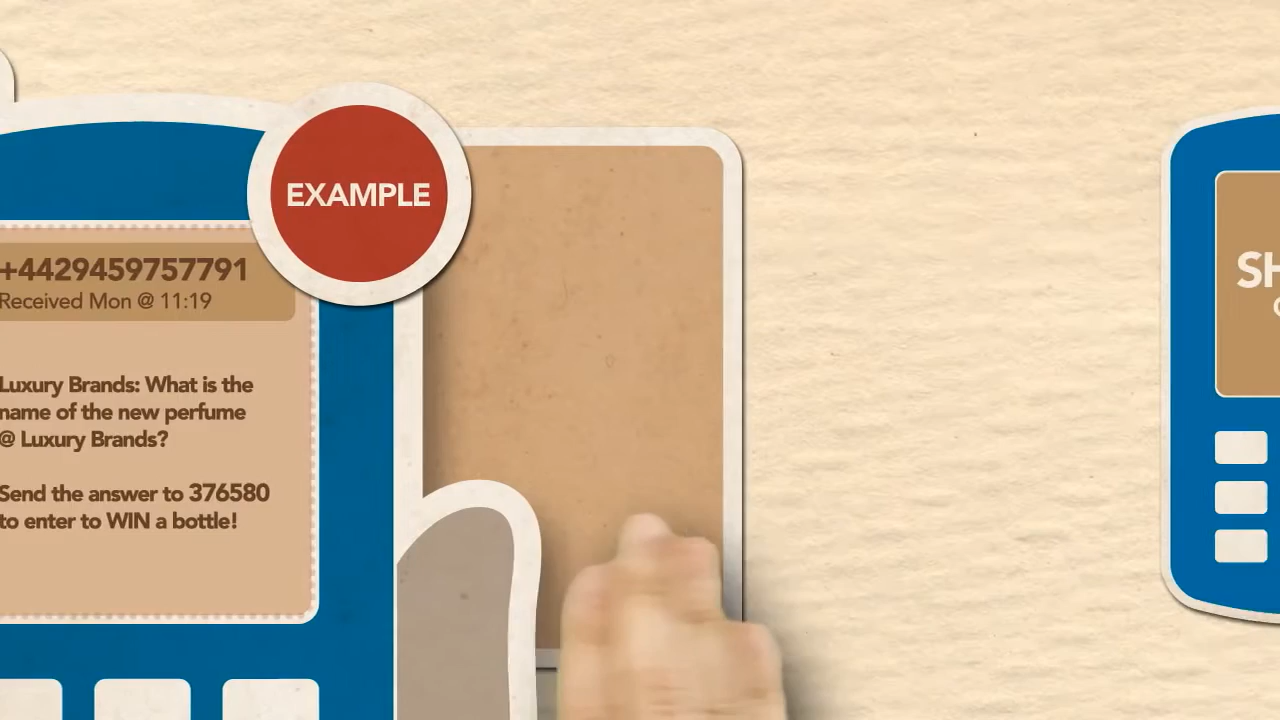 EXAMPLE
+4429459757791
Received Mon @ 11:19
Luxury Brands: What is the
name of the new perfume
@ Luxury Brands?
Send the answer to 376580
to enter to WIN a bottle!
SH